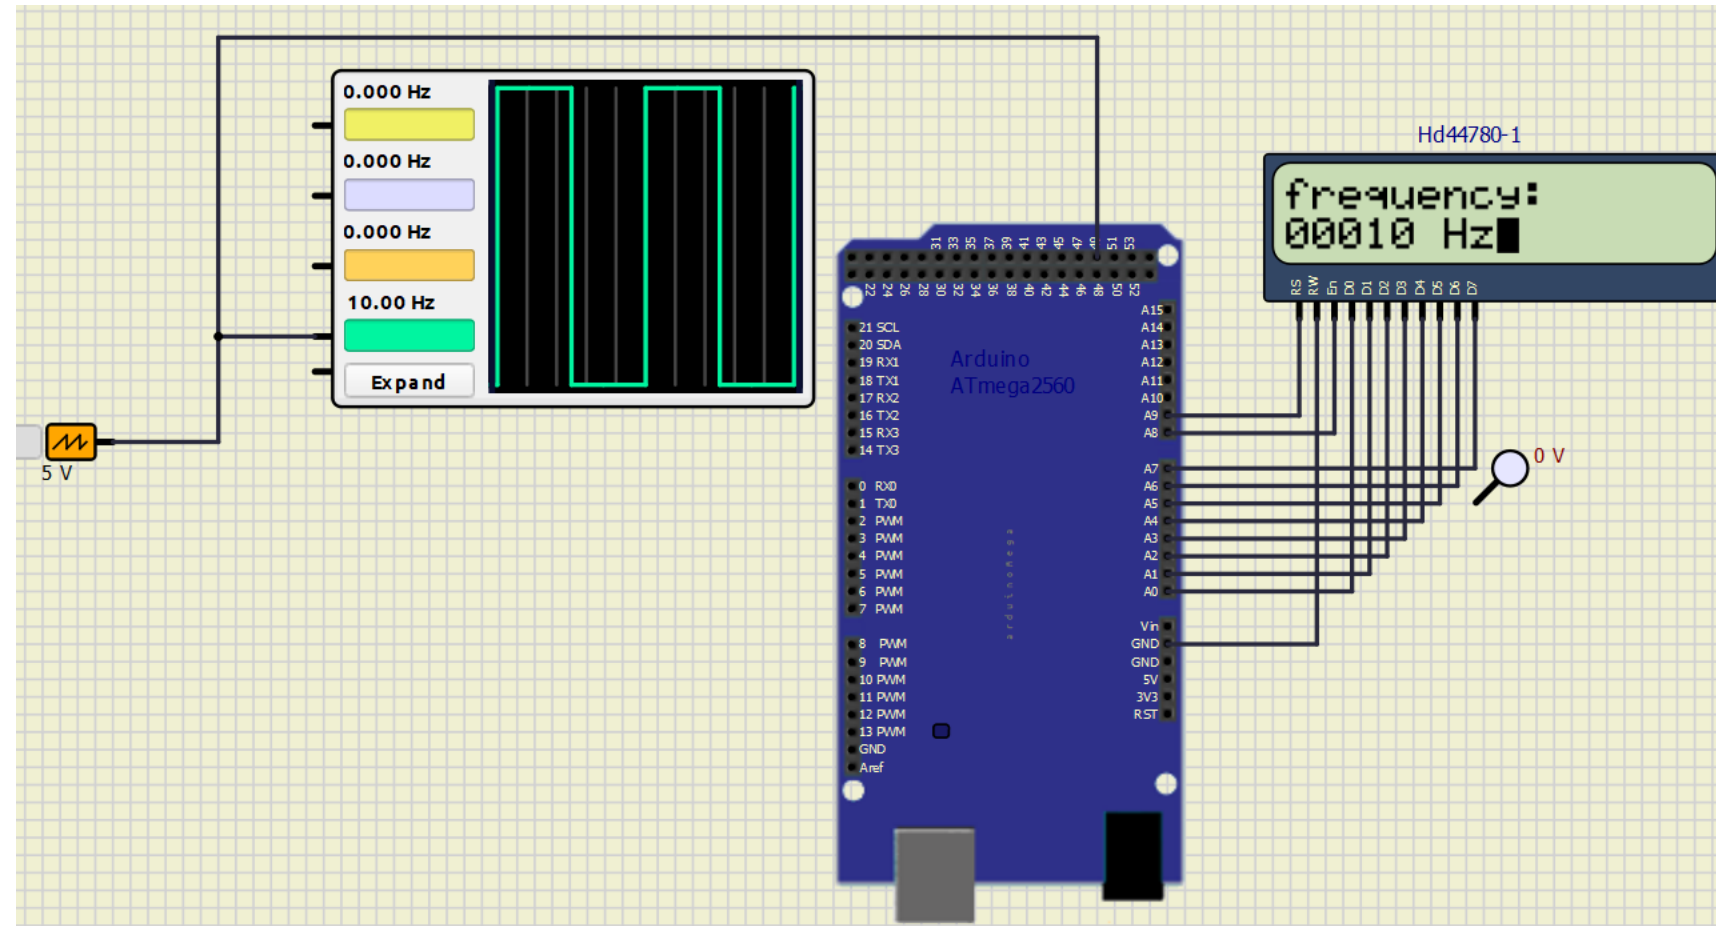 0.000 Hz
0.000 Hz
0.000 Hz
10.00 Hz
Expand
5 V
Hd44780-1
frequency:
00010 Hz
RS RW En D0 D1 D2 D3 D4 D5 D6 D7
0 V
31 33 35 37 39 41 43 45 47 49 51 53
22 24 26 28 30 32 34 36 38 40 42 44 46 48 50 52
Arduino
ATmega2560
arduinoMega
21 SCL
20 SDA
19 RX1
18 TX1
17 RX2
16 TX2
15 RX3
14 TX3
0 RX0
1 TX0
2 PWM
3 PWM
4 PWM
5 PWM
6 PWM
7 PWM
8 PWM
9 PWM
10 PWM
11 PWM
12 PWM
13 PWM
GND
Aref
A15
A14
A13
A12
A11
A10
A9
A8
A7
A6
A5
A4
A3
A2
A1
A0
Vin
GND
GND
5V
3V3
RST